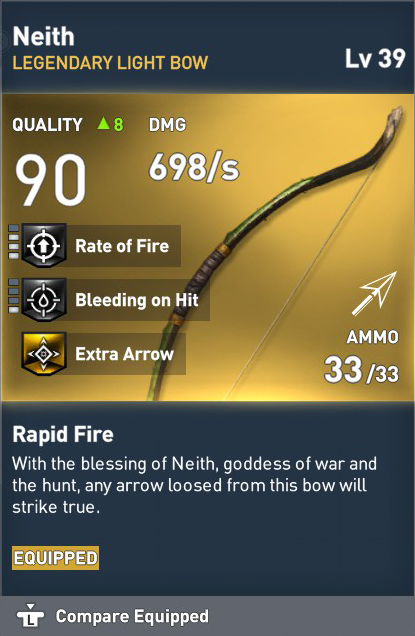 Neith
LEGENDARY LIGHT BOW
Lv 39
QUALITY ▲8 DMG
90 698/s
Rate of Fire
Bleeding on Hit
Extra Arrow
AMMO
33/33
Rapid Fire
With the blessing of Neith, goddess of war and
the hunt, any arrow loosed from this bow will
strike true.
EQUIPPED
L Compare Equipped